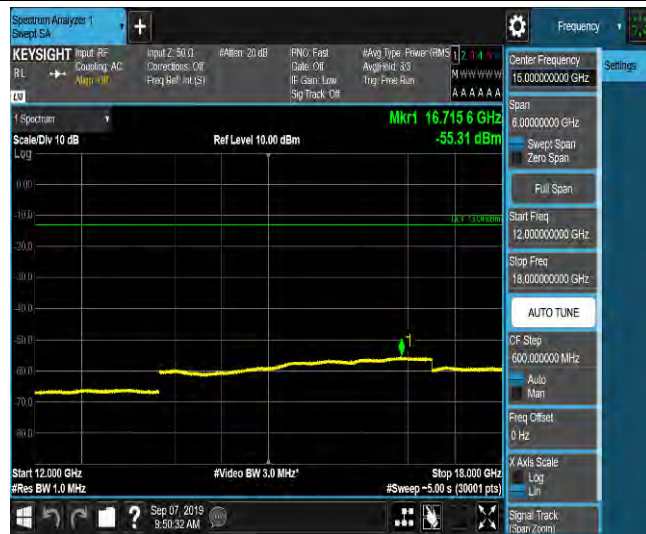 Spectrum Analyzer 1
Swept SA
Frequency
KEYSIGHT
Input: RF
Input Z: 50 Ω
#Atten: 20 dB
PNO: Fast
#Avg Type: Power (RMS
1 2 3 4
RL
Coupling: AC
Corrections: Off
Gate: Off
Avg|Hold: 3/3
M W W W W W
Align: Off
Freq Ref: Int (S)
IF Gain: Low
Trig: Free Run
Sig Track: Off
A A A A A A
Center Frequency
15.000000000 GHz
Settings
Span
6.00000000 GHz
Swept Span
Zero Span
Full Span
Start Freq
12.000000000 GHz
Stop Freq
18.000000000 GHz
AUTO TUNE
CF Step
600.000000 MHz
Auto
Man
Freq Offset
0 Hz
X Axis Scale
Log
Lin
Signal Track
(Span Zoom)
1 Spectrum
Mkr1 16.715 6 GHz
Scale/Div 10 dB
Ref Level 10.00 dBm
-55.31 dBm
Log
0.00
-10.0
-20.0
-30.0
-40.0
-50.0
1
-60.0
-70.0
-80.0
Start 12.000 GHz
#Video BW 3.0 MHz*
Stop 18.000 GHz
#Res BW 1.0 MHz
#Sweep ~5.00 s (30001 pts)
Sep 07, 2019
9:50:32 AM